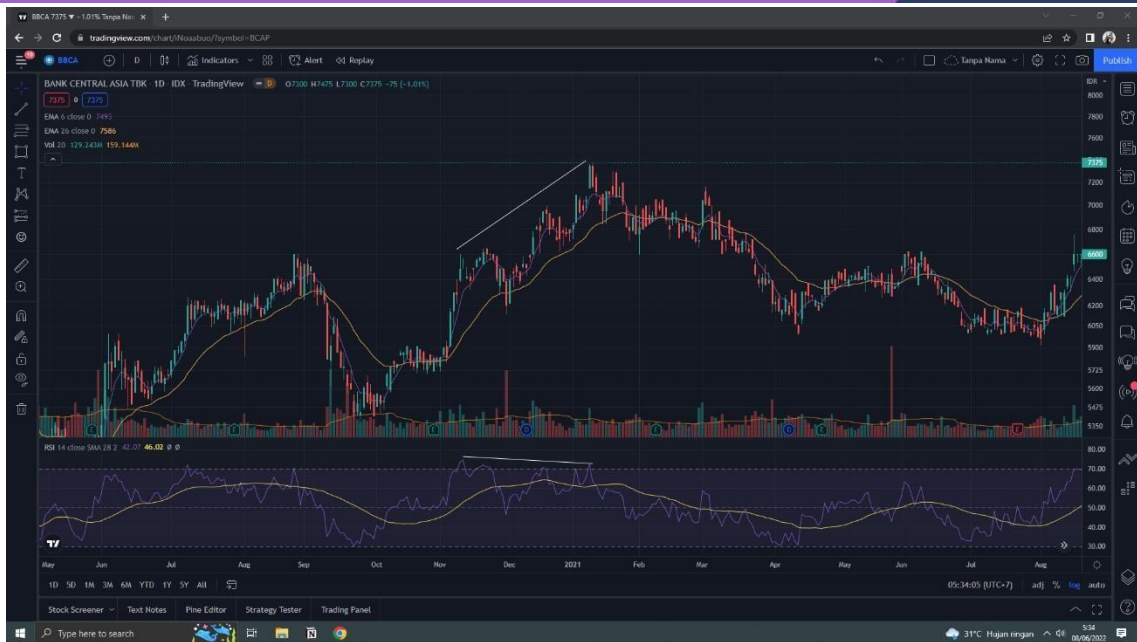 BBCA 7375 ▼ −1.01% Tanpa Na
tradingview.com/chart/iNoaabuo/?symbol=BCAP
BBCA D Indicators Alert Replay Tanpa Nama Publish
BANK CENTRAL ASIA TBK · 1D · IDX · TradingView D O7300 H7475 L7300 C7375 −75 (−1.01%)
IDR
7375 0 7375
EMA 6 close 0 7493
EMA 26 close 0 7586
Vol 20 129.243M 159.144M
8000
7800
7600
7375
7200
7000
6800
6600
6400
6200
6050
5900
5725
5600
5475
5350
RSI 14 close SMA 28 2 42.07 46.02 ∅ ∅
80.00
70.00
60.00
50.00
40.00
30.00
May Jun Jul Aug Sep Oct Nov Dec 2021 Feb Mar Apr May Jun Jul Aug
1D 5D 1M 3M 6M YTD 1Y 5Y All 05:34:05 (UTC+7) adj % log auto
Stock Screener Text Notes Pine Editor Strategy Tester Trading Panel
Type here to search 31°C Hujan ringan 5:34
08/06/2022